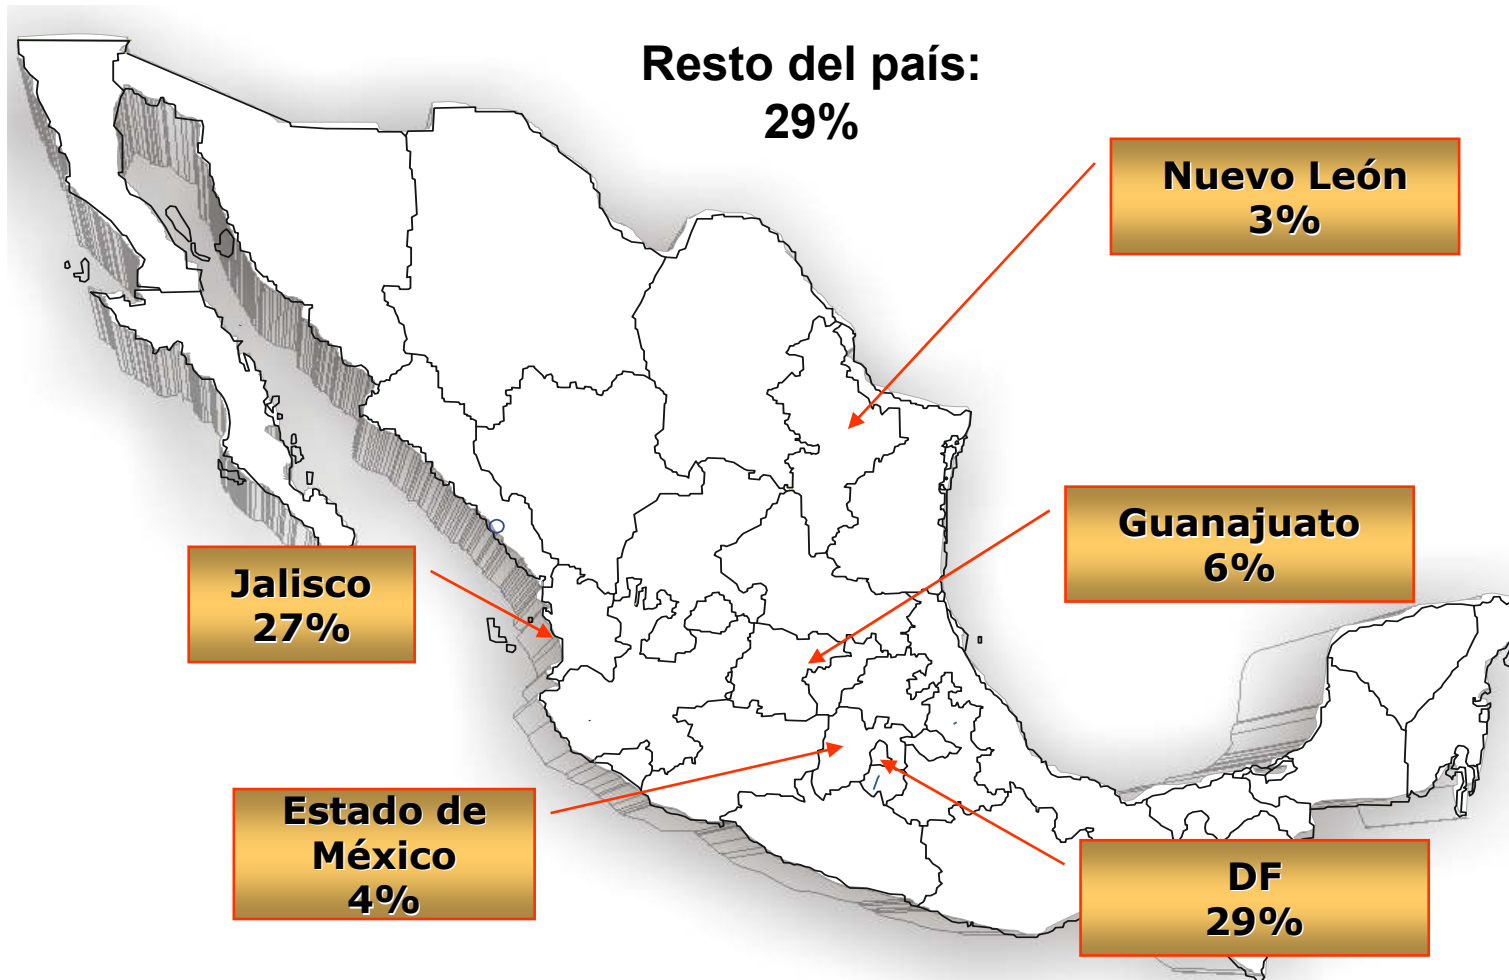 Resto del país:
29%
Nuevo León
3%
Guanajuato
6%
Jalisco
27%
Estado de
México
4%
DF
29%